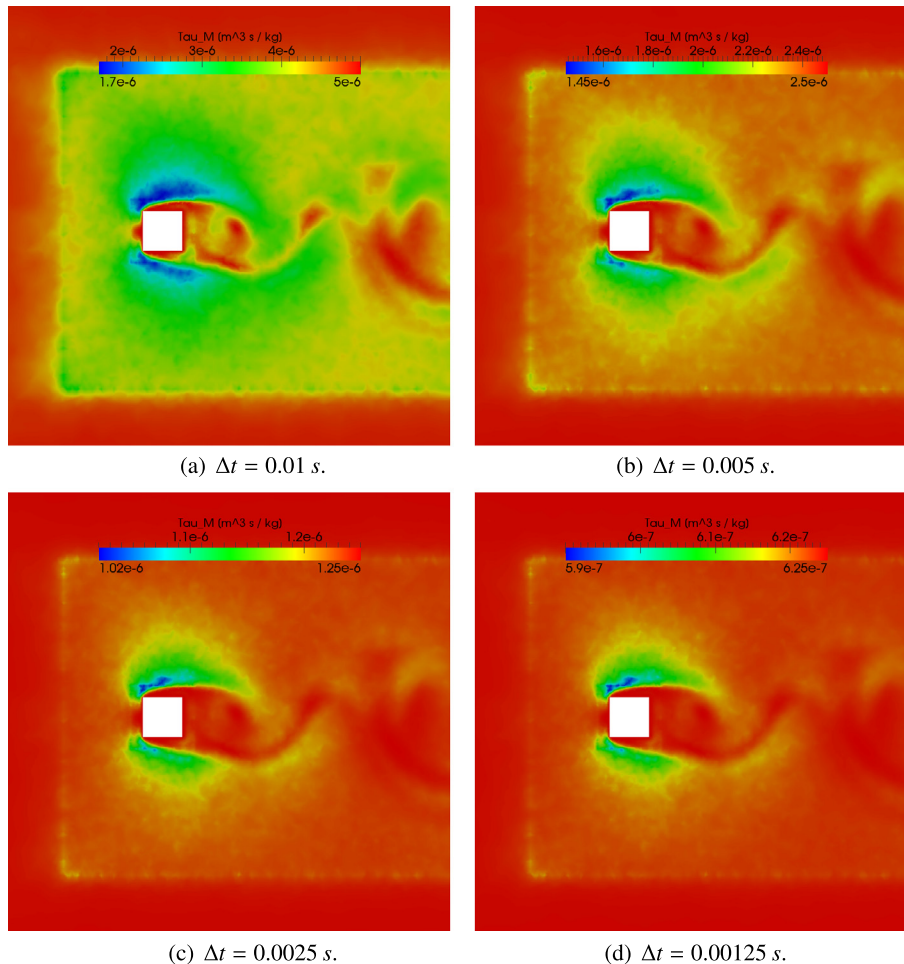 Tau_M (m^3 s / kg)
2e-6 3e-6 4e-6
1.7e-6 5e-6
Tau_M (m^3 s / kg)
1.6e-6 1.8e-6 2e-6 2.2e-6 2.4e-6
1.45e-6 2.5e-6
(a) Δt = 0.01 s.
(b) Δt = 0.005 s.
Tau_M (m^3 s / kg)
1.1e-6 1.2e-6
1.02e-6 1.25e-6
Tau_M (m^3 s / kg)
6e-7 6.1e-7 6.2e-7
5.9e-7 6.25e-7
(c) Δt = 0.0025 s.
(d) Δt = 0.00125 s.